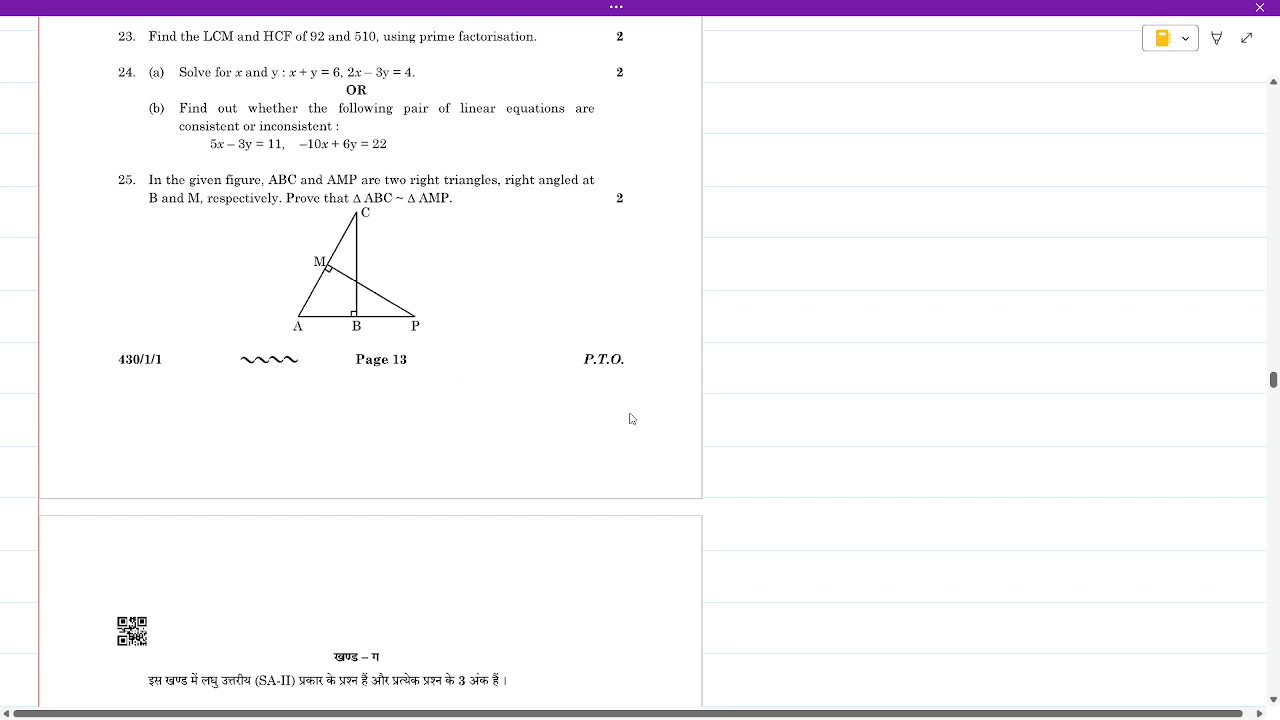 23. Find the LCM and HCF of 92 and 510, using prime factorisation. 2
24. (a) Solve for x and y : x + y = 6, 2x – 3y = 4. 2
OR
(b) Find out whether the following pair of linear equations are
consistent or inconsistent :
5x – 3y = 11, –10x + 6y = 22
25. In the given figure, ABC and AMP are two right triangles, right angled at
B and M, respectively. Prove that Δ ABC ~ Δ AMP. 2
C
M
A B P
430/1/1 Page 13 P.T.O.
खण्ड – ग
इस खण्ड में लघु उत्तरीय (SA-II) प्रकार के प्रश्न हैं और प्रत्येक प्रश्न के 3 अंक हैं ।